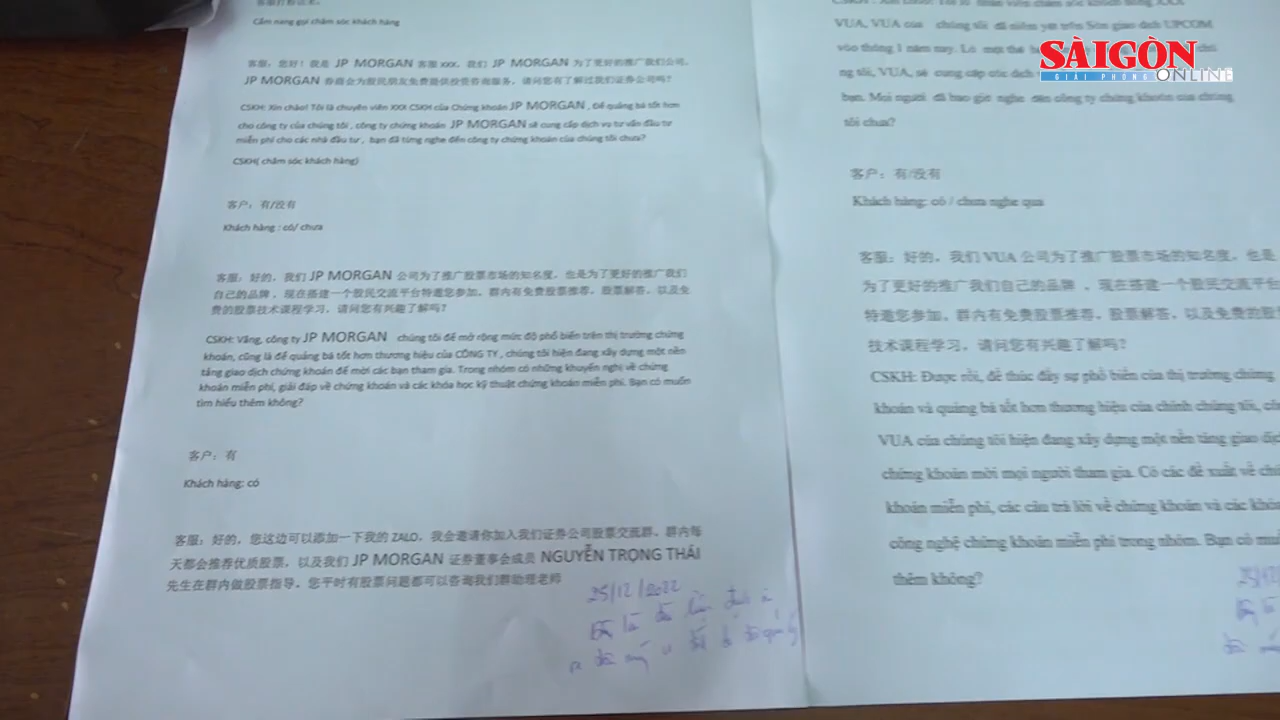 Cẩm nang gọi chăm sóc khách hàng
客服：您好！我是 JP MORGAN 客服 xxx，我们 JP MORGAN 为了更好的推广我们公司，
JP MORGAN 券商会为股民朋友免费提供投资咨询服务，请问您有了解过我们证券公司吗？
CSKH: Xin chào! Tôi là chuyên viên XXX CSKH của Chứng khoán JP MORGAN , Để quảng bá tốt hơn
cho công ty của chúng tôi , công ty chứng khoán JP MORGAN sẽ cung cấp dịch vụ tư vấn đầu tư
miễn phí cho các nhà đầu tư , bạn đã từng nghe đến công ty chứng khoán của chúng tôi chưa?
CSKH( chăm sóc khách hàng)
客户：有/没有
Khách hàng : có/ chưa
客服：好的，我们 JP MORGAN 公司为了推广股票市场的知名度，也是为了更好的推广我们
自己的品牌，现在搭建一个股民交流平台特邀您参加。群内有免费股票推荐，股票解答，以及免
费的股票技术课程学习，请问您有兴趣了解吗？
CSKH: Vâng, công ty JP MORGAN chúng tôi để mở rộng mức độ phổ biến trên thị trường chứng
khoán, cũng là để quảng bá tốt hơn thương hiệu của CÔNG TY , chúng tôi hiện đang xây dựng một nền
tảng giao dịch chứng khoán để mời các bạn tham gia. Trong nhóm có những khuyến nghị về chứng
khoán miễn phí, giải đáp về chứng khoán và các khóa học kỹ thuật chứng khoán miễn phí. Bạn có muốn
tìm hiểu thêm không?
客户：有
Khách hàng: có
客服：好的，您这边可以添加一下我的 ZALO，我会邀请你加入我们证券公司股票交流群，群内每
天都会推荐优质股票，以及我们 JP MORGAN 证券董事会成员 NGUYỄN TRỌNG THÁI
先生在群内做股票指导，您平时有股票问题都可以咨询我们群助理老师
25/12/2022
VUA, VUA của chúng tôi đã niêm yết trên Sàn giao dịch UPCOM
vào tháng 1 năm nay. Là một
ng tôi, VUA, sẽ cung cấp các dịch
bạn. Mọi người đã bao giờ nghe đến công ty chứng khoán của chúng
tôi chưa?
客户：有/没有
Khách hàng: có / chưa nghe qua
客服：好的，我们 VUA 公司为了推广股票市场的知名度，也是
为了更好的推广我们自己的品牌 ，现在搭建一个股民交流平台
特邀您参加。群内有免费股票推荐，股票解答，以及免费的股
技术课程学习，请问您有兴趣了解吗？
CSKH: Được rồi, để thúc đẩy sự phổ biến của thị trường chứng
khoán và quảng bá tốt hơn thương hiệu của chính chúng tôi,
VUA của chúng tôi hiện đang xây dựng một nền tảng giao
chứng khoán mời mọi người tham gia. Có các đề xuất về
khoán miễn phí, các câu trả lời về chứng khoán và các
công nghệ chứng khoán miễn phí trong nhóm. Bạn có
thêm không?
SÀIGÒN
GIẢI PHÓNG ONLINE